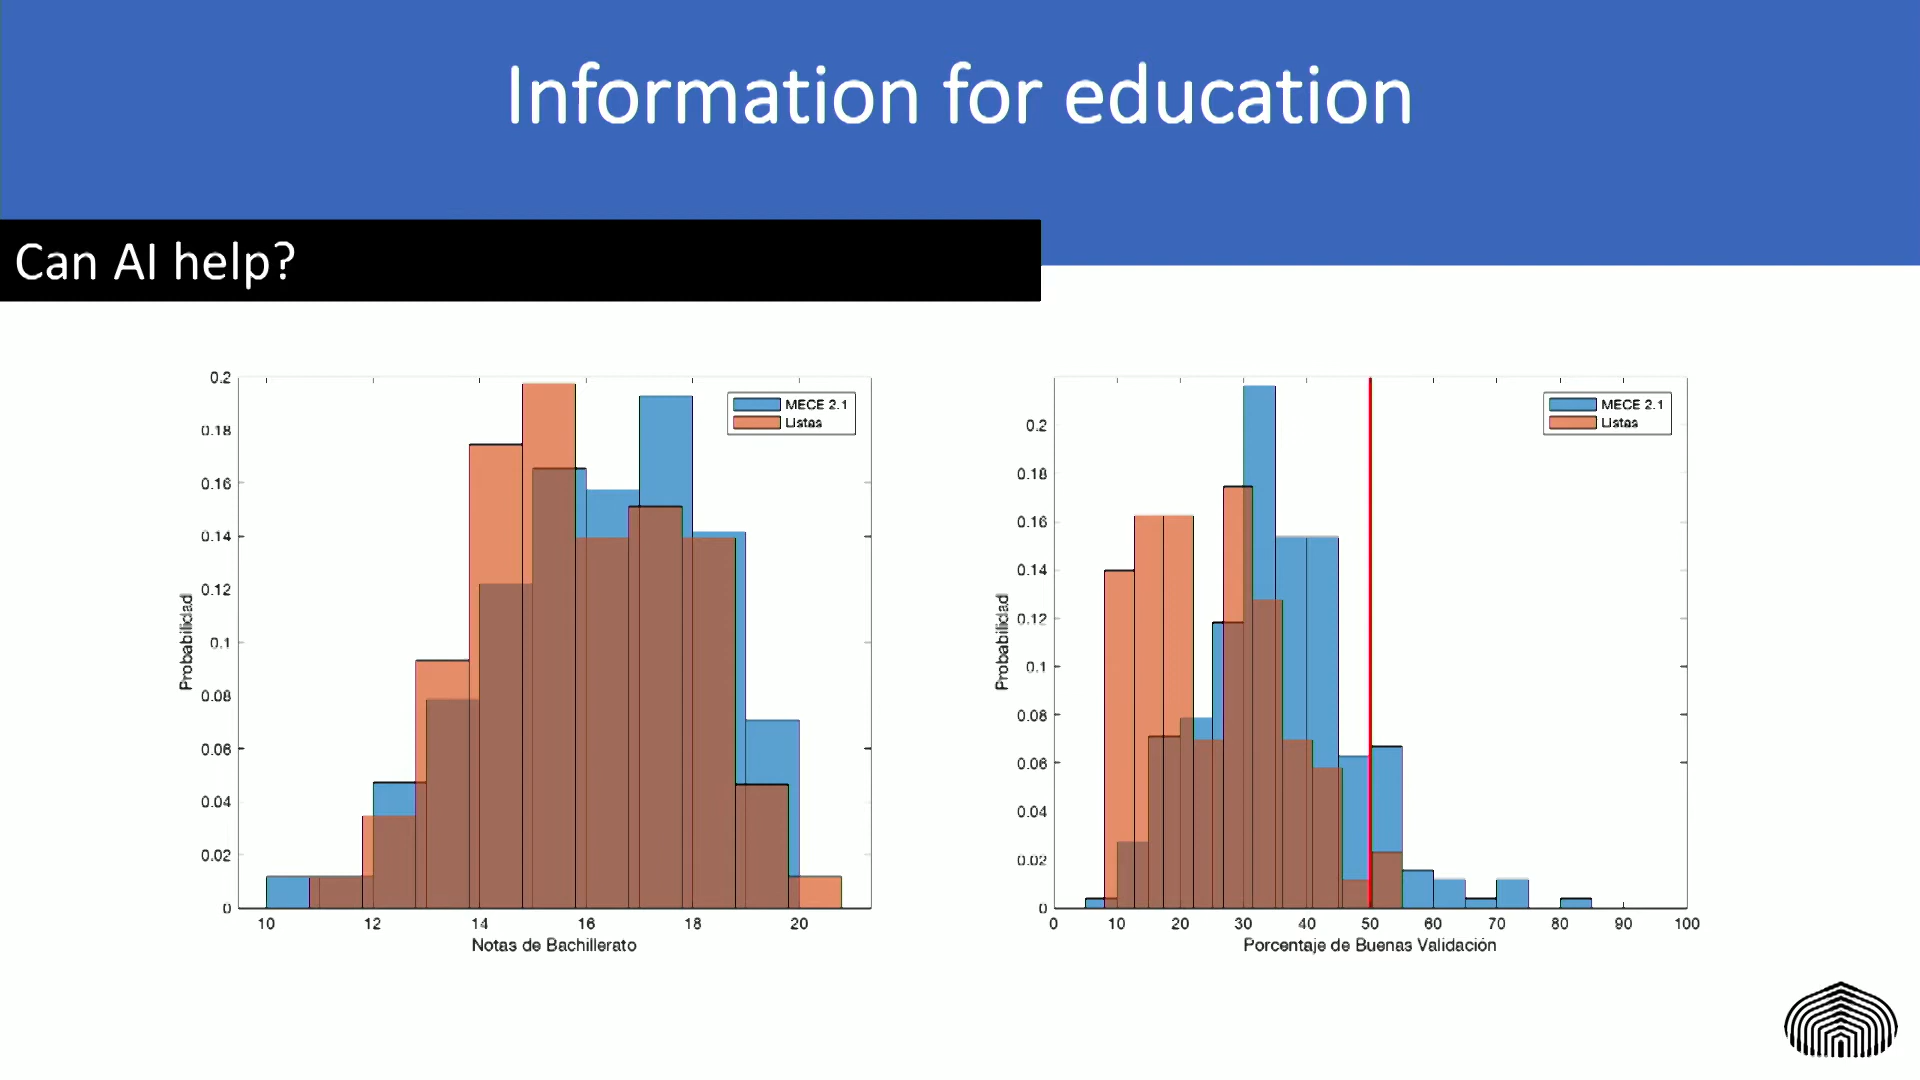 Information for education
Can AI help?
0.2
0.18
0.16
0.14
0.12
0.1
0.08
0.06
0.04
0.02
0
Probabilidad
10 12 14 16 18 20
Notas de Bachillerato
MECE 2.1
Listas
0.2
0.18
0.16
0.14
0.12
0.1
0.08
0.06
0.04
0.02
0
Probabilidad
0 10 20 30 40 50 60 70 80 90 100
Porcentaje de Buenas Validación
MECE 2.1
Listas